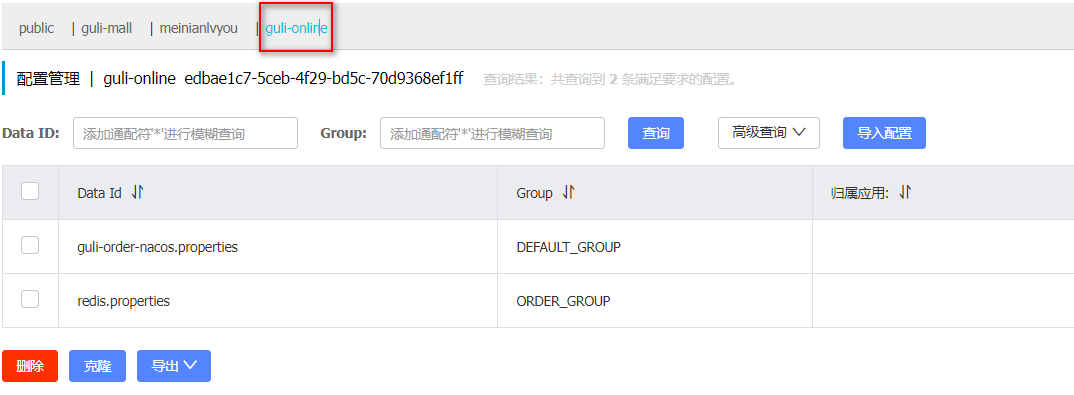 public | guli-mall | meinianlvyou | guli-online
配置管理 | guli-online edbae1c7-5ceb-4f29-bd5c-70d9368ef1ff 查询结果：共查询到 2 条满足要求的配置。
Data ID: 添加通配符'*'进行模糊查询 Group: 添加通配符'*'进行模糊查询 查询 高级查询 导入配置
Data Id Group 归属应用:
guli-order-nacos.properties DEFAULT_GROUP
redis.properties ORDER_GROUP
删除 克隆 导出